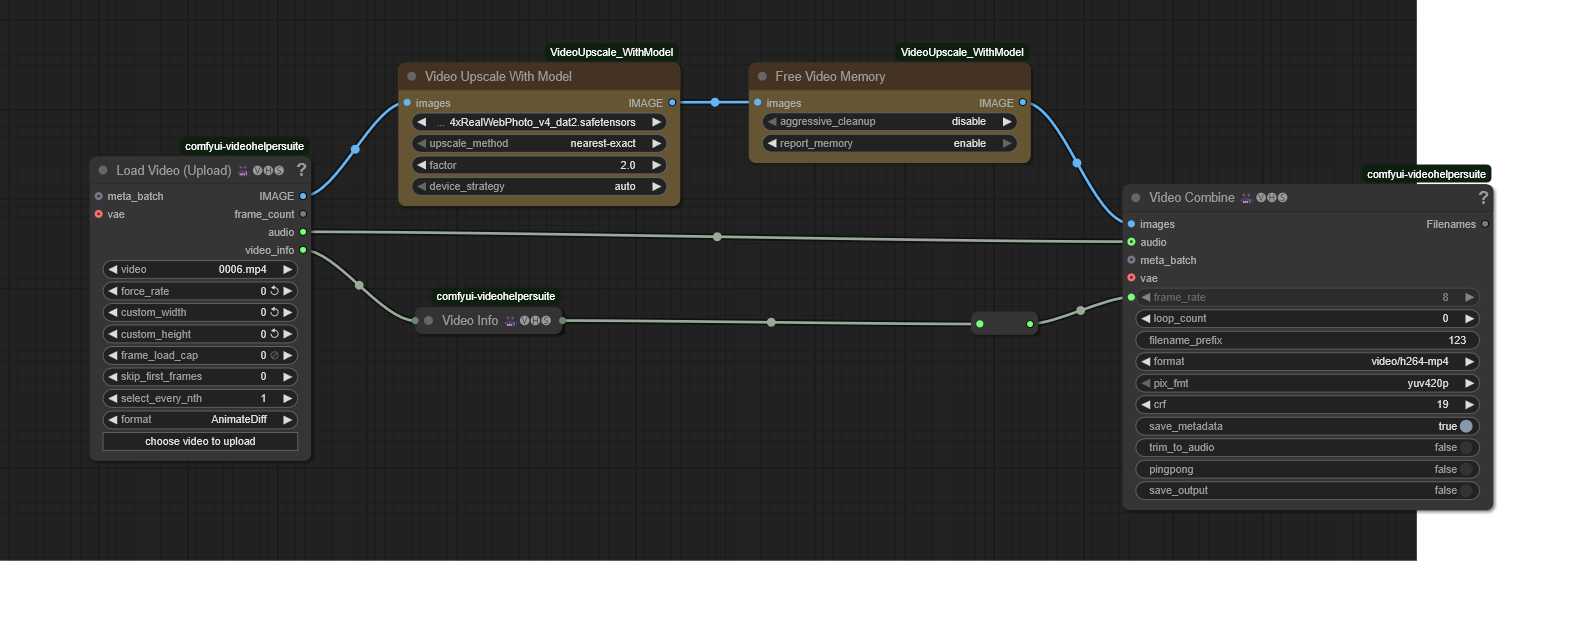 comfyui-videohelpersuite
Load Video (Upload) VHS ?
meta_batch IMAGE
vae frame_count
audio
video_info
video 0006.mp4
force_rate 0
custom_width 0
custom_height 0
frame_load_cap 0
skip_first_frames 0
select_every_nth 1
format AnimateDiff
choose video to upload
VideoUpscale_WithModel
Video Upscale With Model
images IMAGE
... 4xRealWebPhoto_v4_dat2.safetensors
upscale_method nearest-exact
factor 2.0
device_strategy auto
VideoUpscale_WithModel
Free Video Memory
images IMAGE
aggressive_cleanup disable
report_memory enable
comfyui-videohelpersuite
Video Info VHS
comfyui-videohelpersuite
Video Combine VHS ?
images Filenames
audio
meta_batch
vae
frame_rate 8
loop_count 0
filename_prefix 123
format video/h264-mp4
pix_fmt yuv420p
crf 19
save_metadata true
trim_to_audio false
pingpong false
save_output false